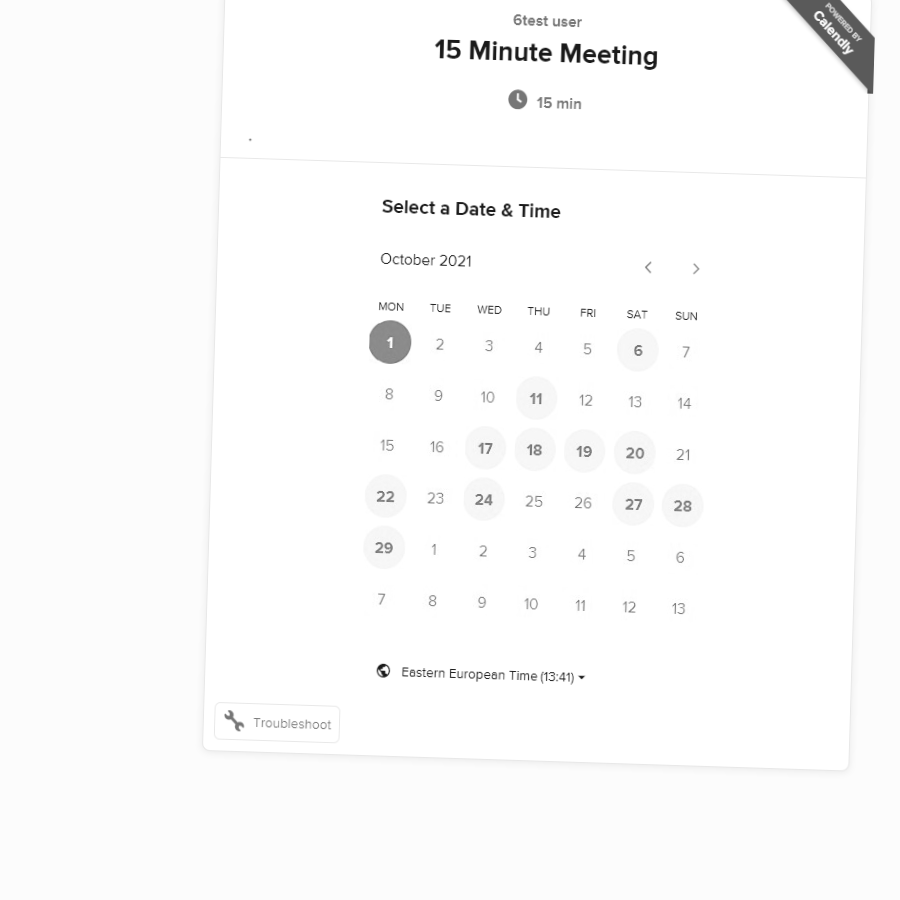 6test user
POWERED BY
Calendly
15 Minute Meeting
15 min
Select a Date & Time
October 2021
MON TUE WED THU FRI SAT SUN
1 2 3 4 5 6 7
8 9 10 11 12 13 14
15 16 17 18 19 20 21
22 23 24 25 26 27 28
29 1 2 3 4 5 6
7 8 9 10 11 12 13
Eastern European Time (13:41)
Troubleshoot